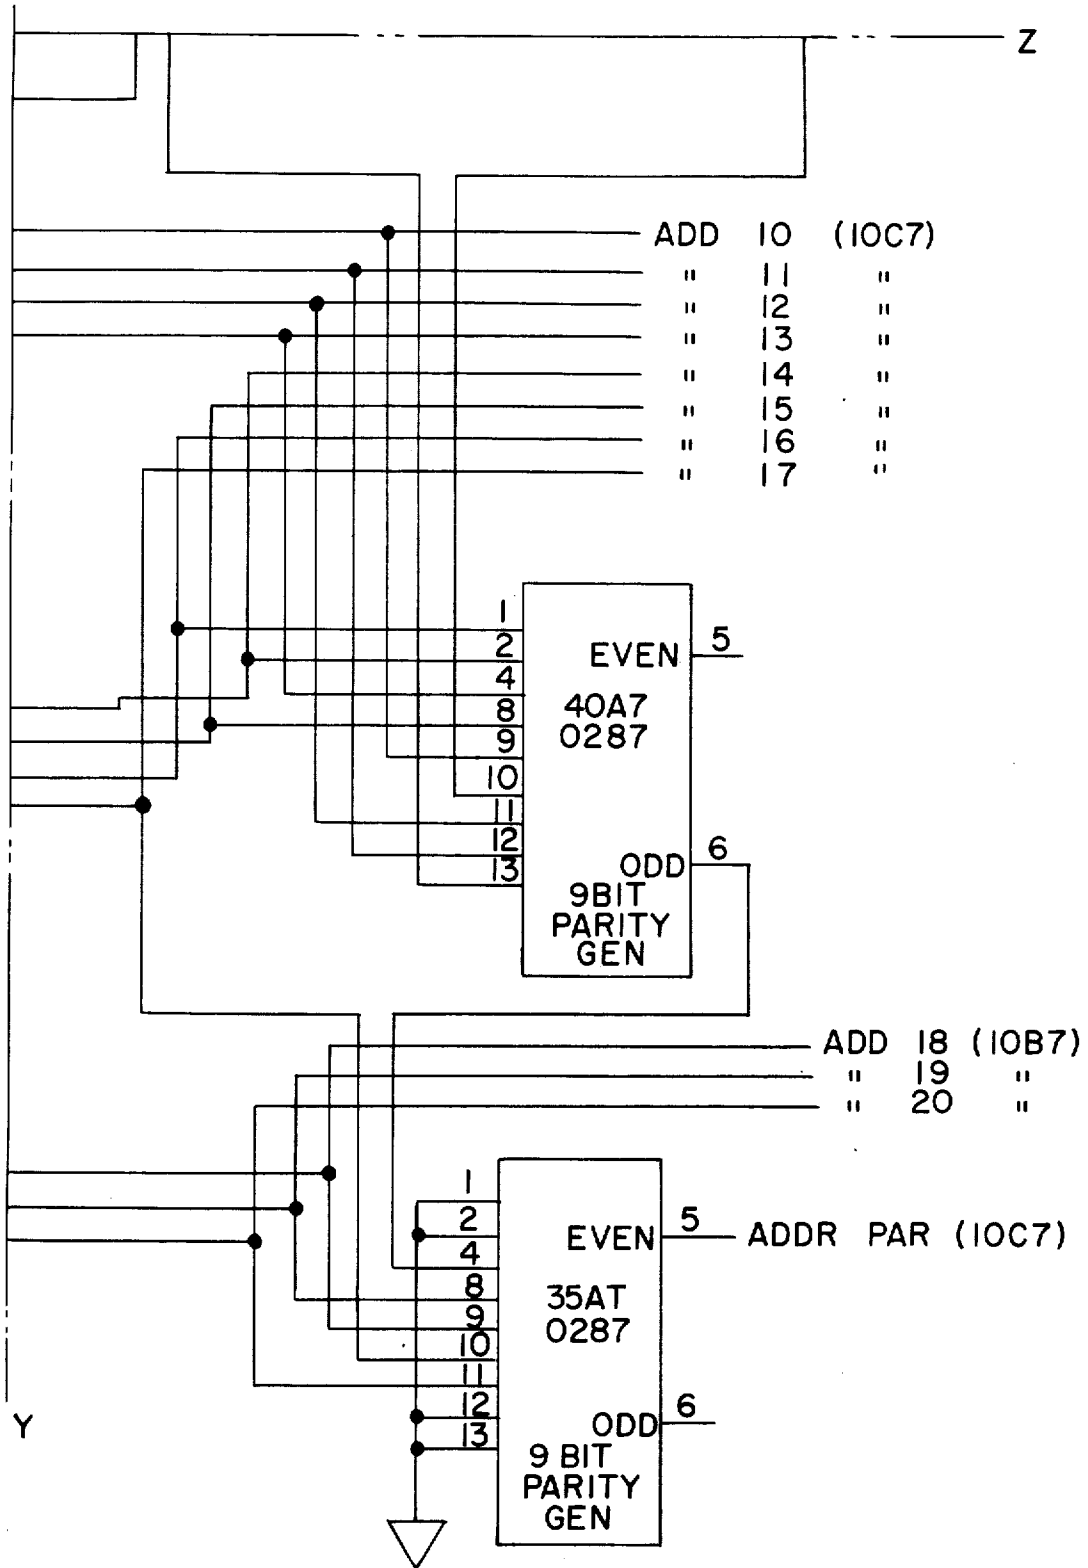 Z
ADD 10 (10C7)
" 11 "
" 12 "
" 13 "
" 14 "
" 15 "
" 16 "
" 17 "
1
2
4
8
9
10
11
12
13
EVEN 5
40A7
0287
ODD 6
9BIT
PARITY
GEN
ADD 18 (10B7)
" 19 "
" 20 "
1
2
4
8
9
10
11
12
13
EVEN 5 ADDR PAR (10C7)
35AT
0287
ODD 6
9 BIT
PARITY
GEN
Y